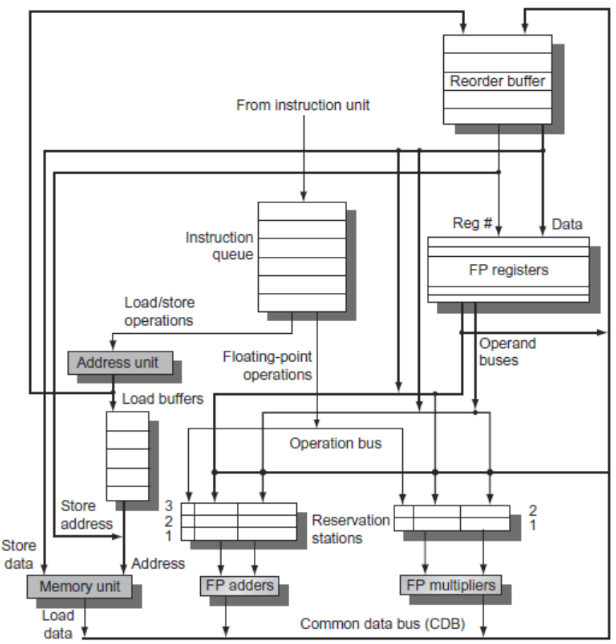 Reorder buffer
From instruction unit
Reg #
Data
Instruction
queue
FP registers
Load/store
operations
Operand
buses
Floating-point
operations
Address unit
Load buffers
Operation bus
Store
address
3
2
1
Reservation
stations
2
1
Store
data
Address
Memory unit
FP adders
FP multipliers
Load
data
Common data bus (CDB)